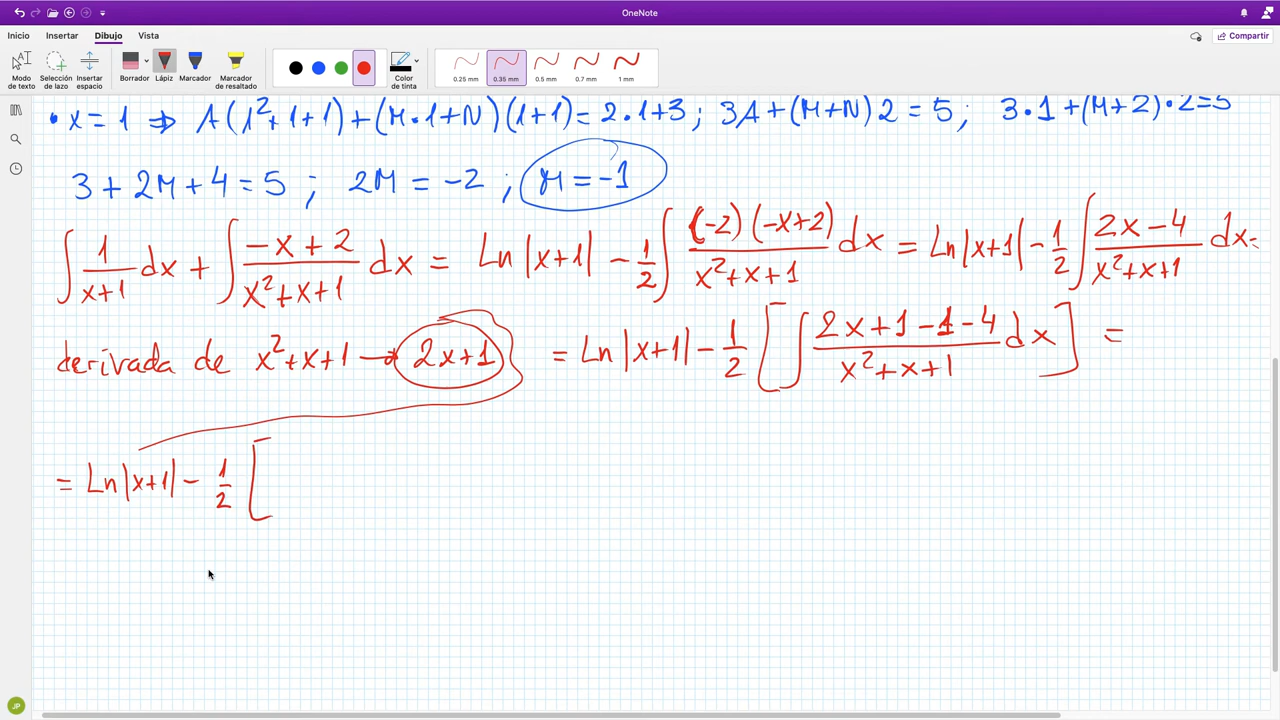 OneNote
Inicio Insertar Dibujo Vista
Compartir
Modo de texto Selección de lazo Insertar espacio Borrador Lápiz Marcador Marcador de resaltado Color de tinta 0.25 mm 0.35 mm 0.5 mm 0.7 mm 1 mm
• x = 1 ⇒ A(1²+1+1)+(M·1+N)(1+1)=2·1+3; 3A+(M+N)2=5; 3·1+(M+2)·2=5
3+2M+4=5; 2M=-2; M=-1
∫ 1/(x+1) dx + ∫ (-x+2)/(x²+x+1) dx = Ln|x+1| - 1/2 ∫ (-2)(-x+2)/(x²+x+1) dx = Ln|x+1| - 1/2 ∫ (2x-4)/(x²+x+1) dx =
derivada de x²+x+1 → 2x+1 = Ln|x+1| - 1/2 [∫ (2x+1-1-4)/(x²+x+1) dx] =
= Ln|x+1| - 1/2 [
JP